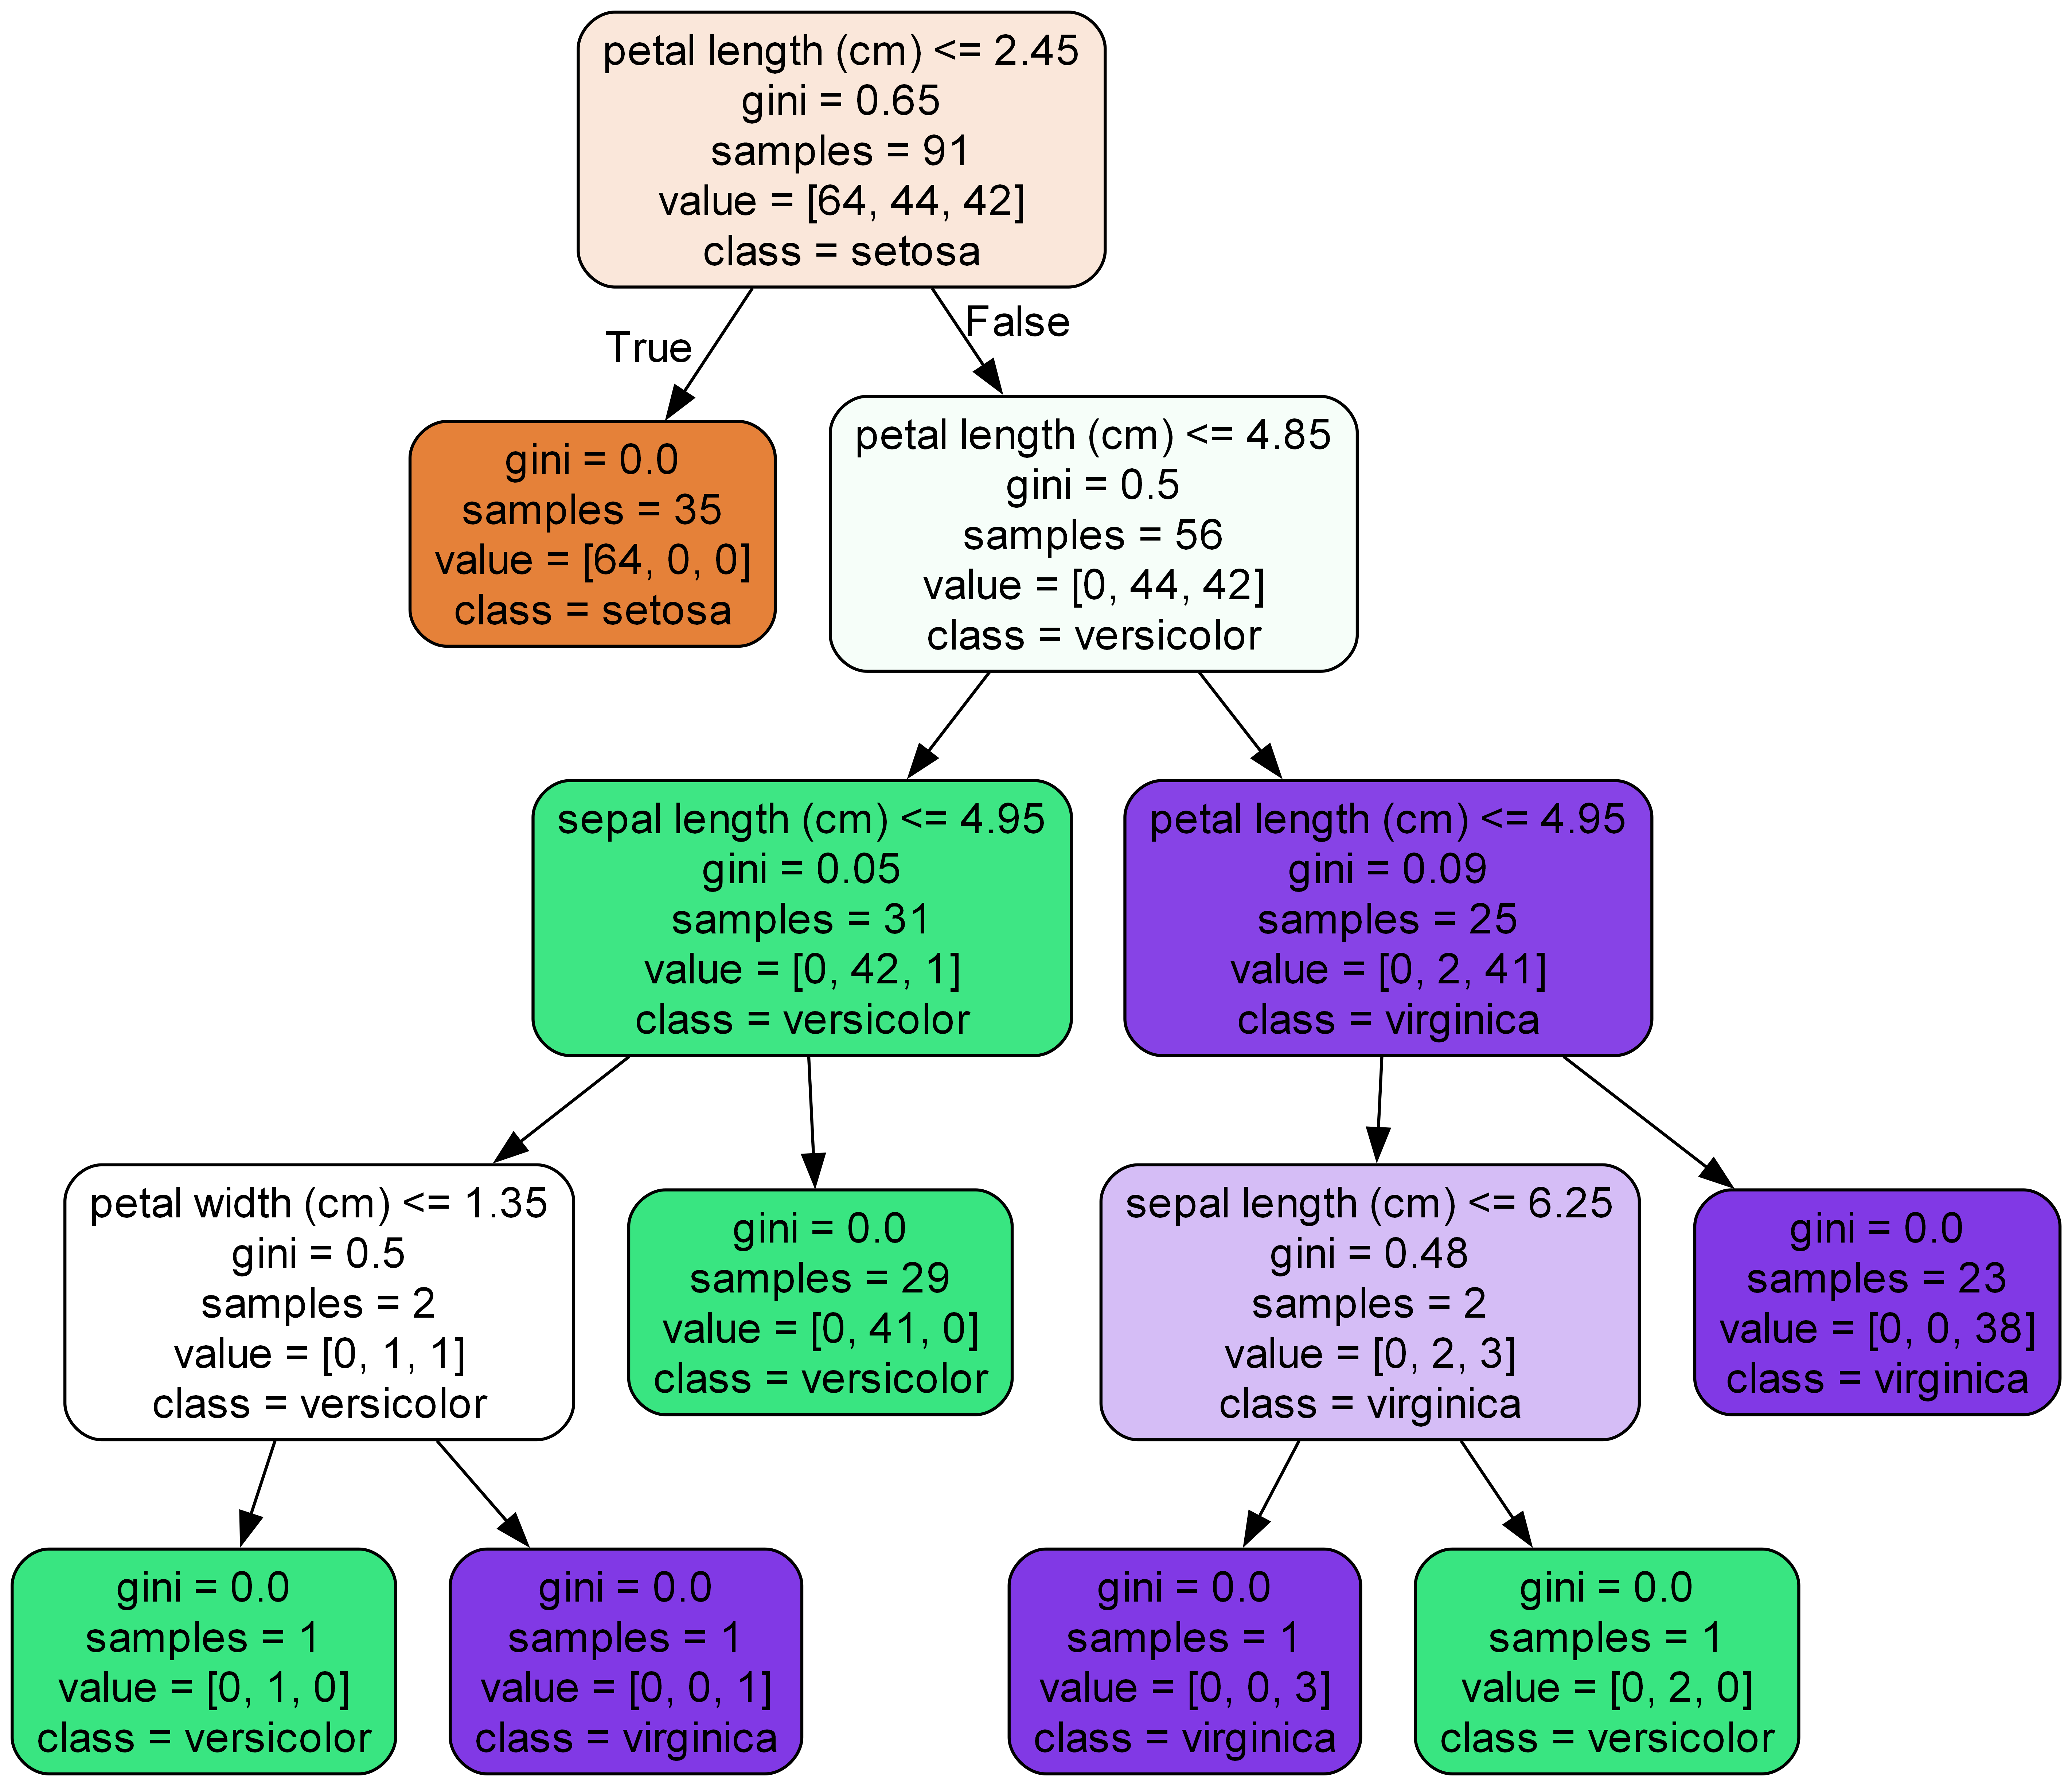 petal length (cm) <= 2.45
gini = 0.65
samples = 91
value = [64, 44, 42]
class = setosa
True
False
gini = 0.0
samples = 35
value = [64, 0, 0]
class = setosa
petal length (cm) <= 4.85
gini = 0.5
samples = 56
value = [0, 44, 42]
class = versicolor
sepal length (cm) <= 4.95
gini = 0.05
samples = 31
value = [0, 42, 1]
class = versicolor
petal length (cm) <= 4.95
gini = 0.09
samples = 25
value = [0, 2, 41]
class = virginica
petal width (cm) <= 1.35
gini = 0.5
samples = 2
value = [0, 1, 1]
class = versicolor
gini = 0.0
samples = 29
value = [0, 41, 0]
class = versicolor
sepal length (cm) <= 6.25
gini = 0.48
samples = 2
value = [0, 2, 3]
class = virginica
gini = 0.0
samples = 23
value = [0, 0, 38]
class = virginica
gini = 0.0
samples = 1
value = [0, 1, 0]
class = versicolor
gini = 0.0
samples = 1
value = [0, 0, 1]
class = virginica
gini = 0.0
samples = 1
value = [0, 0, 3]
class = virginica
gini = 0.0
samples = 1
value = [0, 2, 0]
class = versicolor